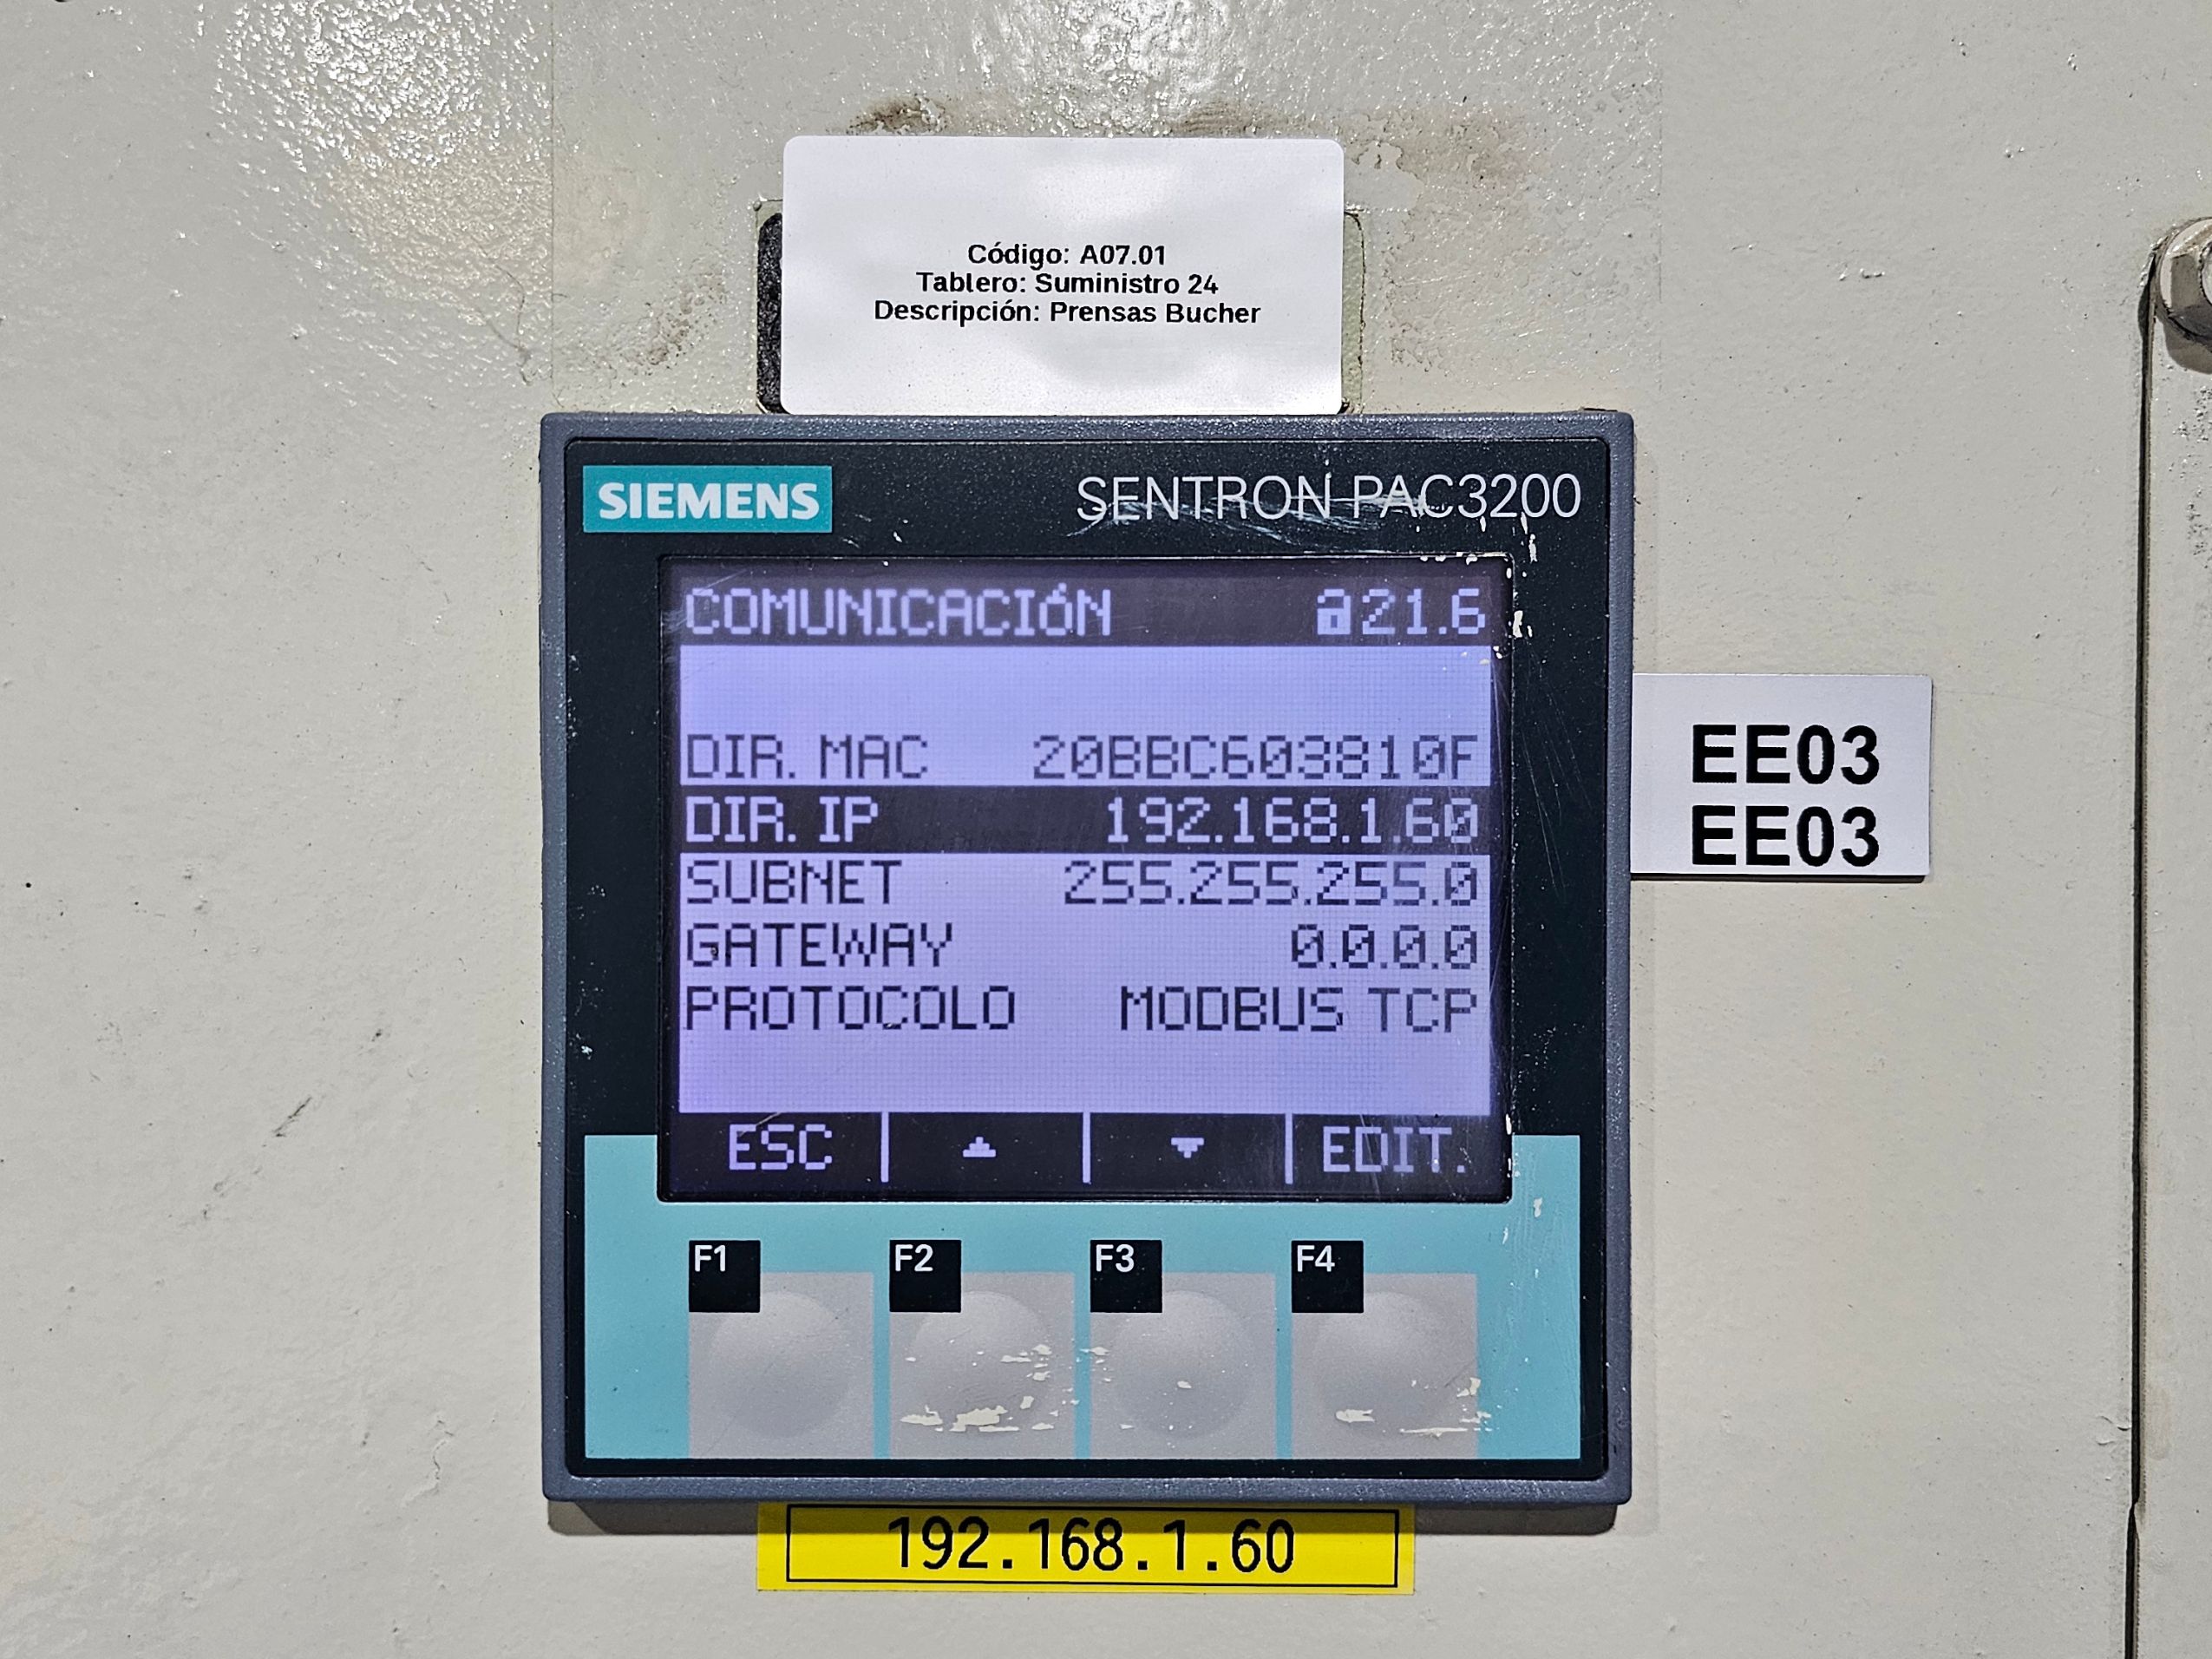 Código: A07.01
Tablero: Suministro 24
Descripción: Prensas Bucher
SIEMENS SENTRON PAC3200
COMUNICACIÓN 21.6
DIR. MAC 20BBC603810F
DIR. IP 192.168.1.60
SUBNET 255.255.255.0
GATEWAY 0.0.0.0
PROTOCOLO MODBUS TCP
ESC EDIT.
F1 F2 F3 F4
EE03
EE03
192.168.1.60